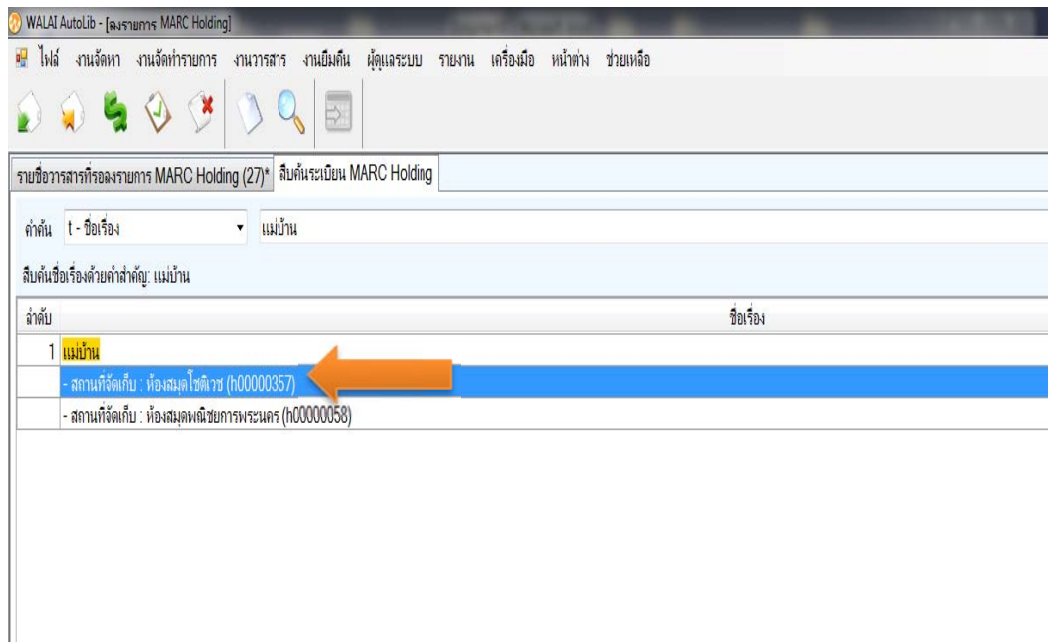 WALAI AutoLib - [ลงรายการ MARC Holding]
ไฟล์ งานจัดหา งานจัดทำรายการ งานวารสาร งานยืมคืน ผู้ดูแลระบบ รายงาน เครื่องมือ หน้าต่าง ช่วยเหลือ
รายชื่อวารสารที่รอลงรายการ MARC Holding (27)* สืบค้นระเบียน MARC Holding
คำค้น t - ชื่อเรื่อง แม่บ้าน
สืบค้นชื่อเรื่องด้วยคำสำคัญ: แม่บ้าน
ลำดับ ชื่อเรื่อง
1 แม่บ้าน
- สถานที่จัดเก็บ : ห้องสมุดโชติเวช (h00000357)
- สถานที่จัดเก็บ : ห้องสมุดพณิชยการพระนคร (h00000058)